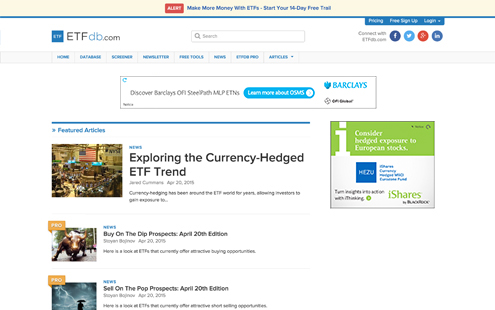 ALERT Make More Money With ETFs - Start Your 14-Day Free Trail
Pricing Free Sign Up Login
ETF ETFdb.com
Search
Connect with
ETFdb.com
HOME DATABASE SCREENER NEWSLETTER FREE TOOLS NEWS ETFDB PRO ARTICLES
Discover Barclays OFI SteelPath MLP ETNs Learn more about OSMS
BARCLAYS
OFI Global
» Featured Articles
NEWS
Exploring the Currency-Hedged
ETF Trend
Jared Cummans Apr 20, 2015
Currency-hedging has been around the ETF world for years, allowing investors to
gain exposure to...
PRO
NEWS
Buy On The Dip Prospects: April 20th Edition
Stoyan Bojinov Apr 20, 2015
Here is a look at ETFs that currently offer attractive buying opportunities.
PRO
NEWS
Sell On The Dip Prospects: April 20th Edition
Stoyan Bojinov Apr 20, 2015
Here is a look at ETFs that currently offer attractive short selling opportunities.
i Consider
hedged exposure to
European stocks.
HEZU
iShares
Currency Hedged MSCI
Eurozone Fund
Turn insights into action
with iThinking.
iShares
by BLACKROCK